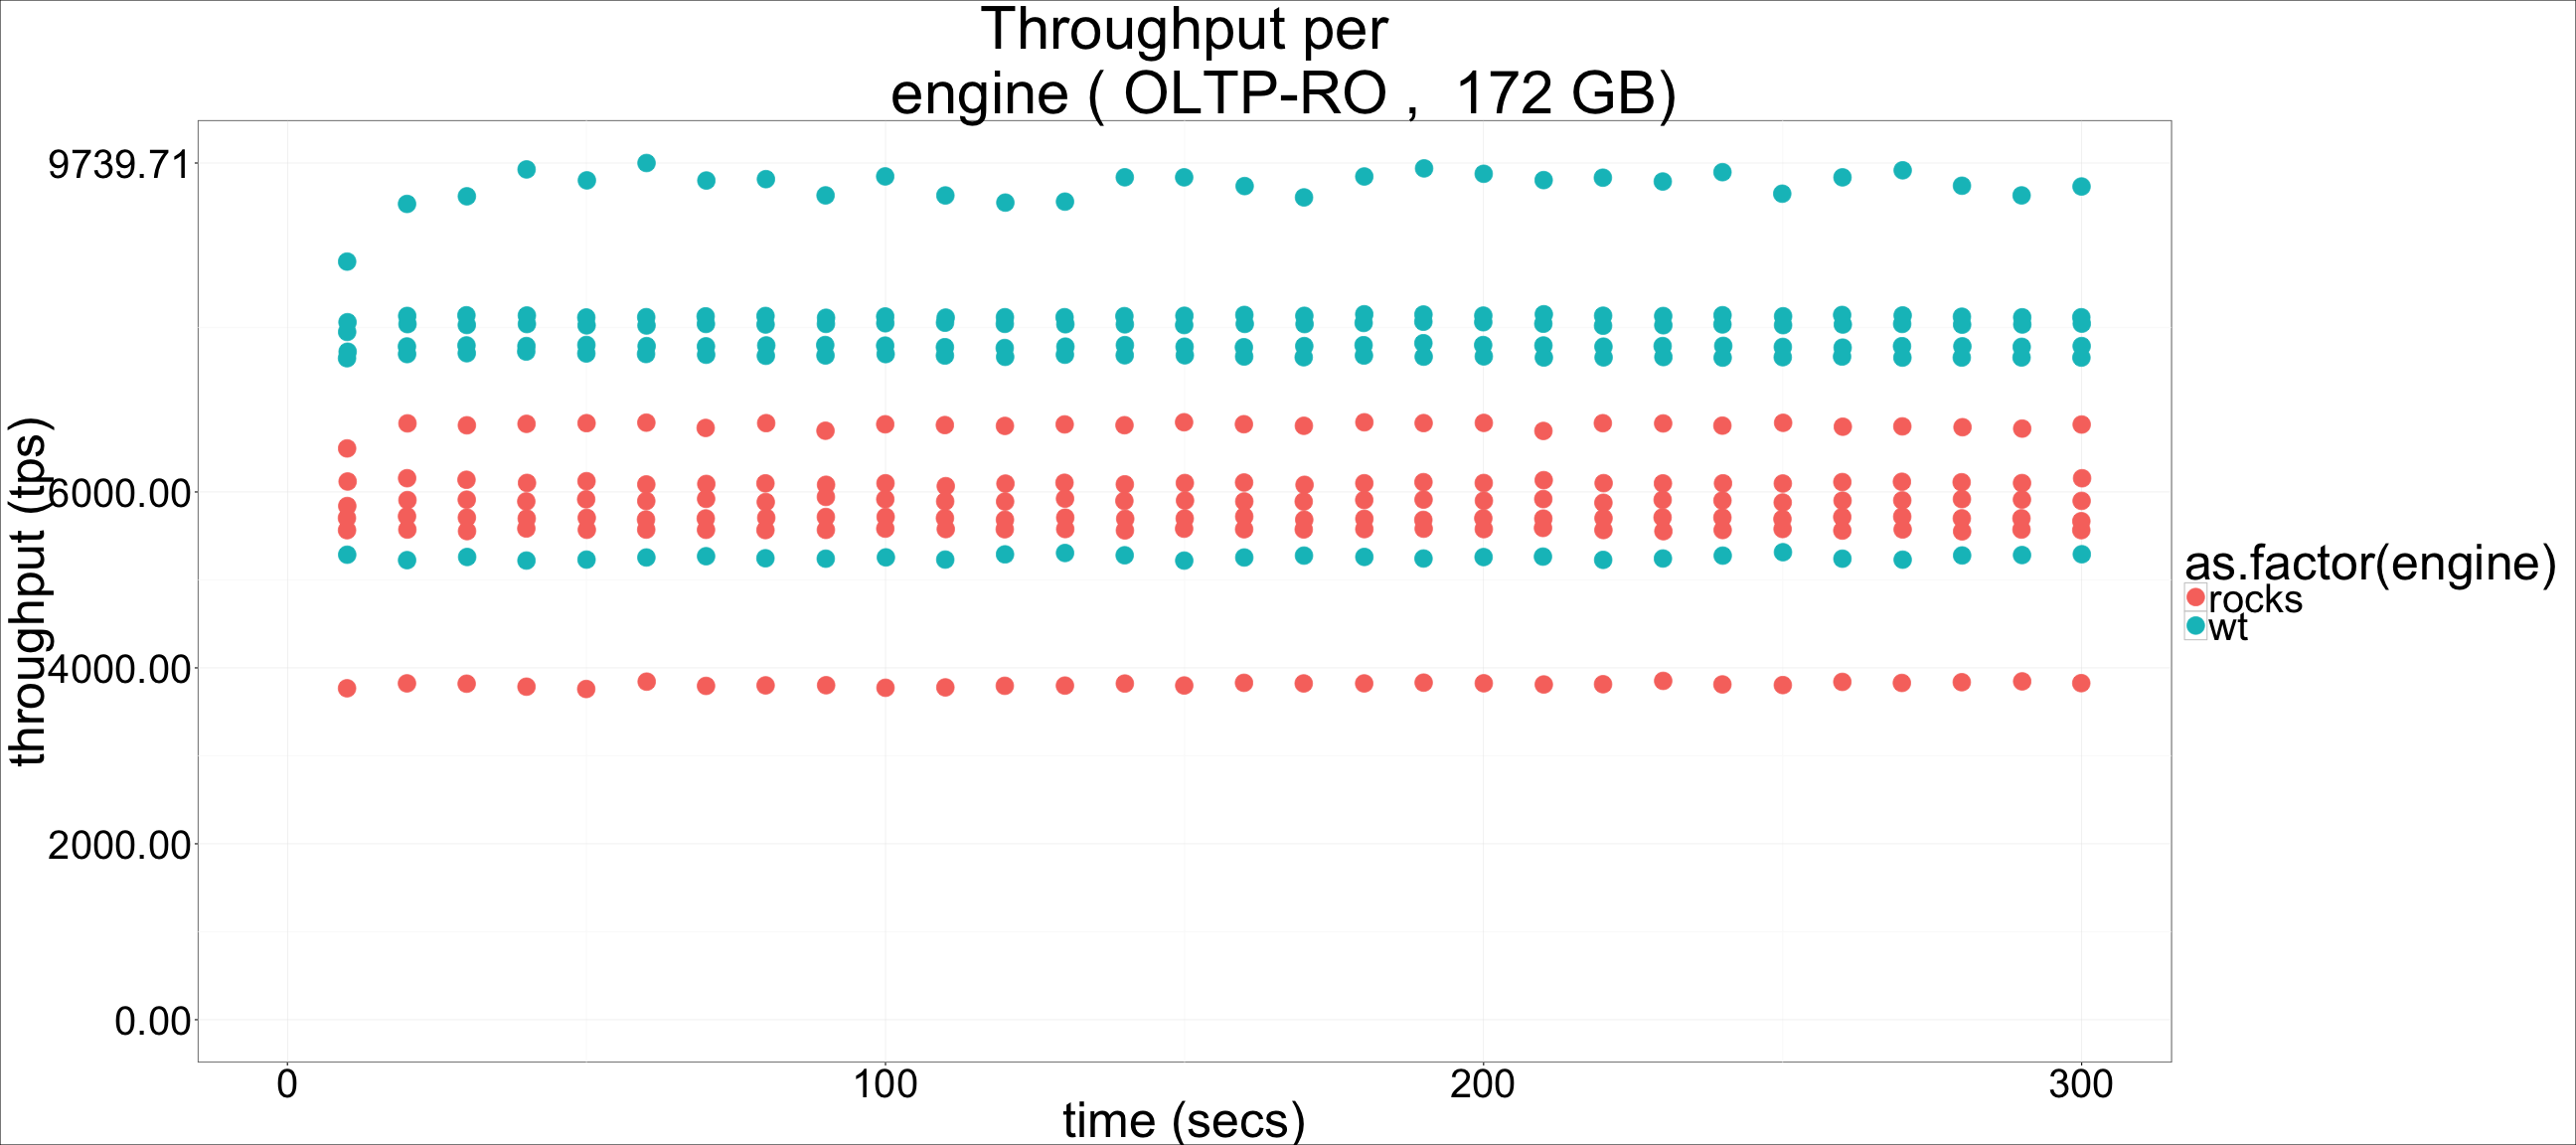 Throughput per
engine ( OLTP-RO ,  172 GB)
9739.71
6000.00
4000.00
2000.00
0.00
throughput (tps)
0
100
200
300
time (secs)
as.factor(engine)
rocks
wt